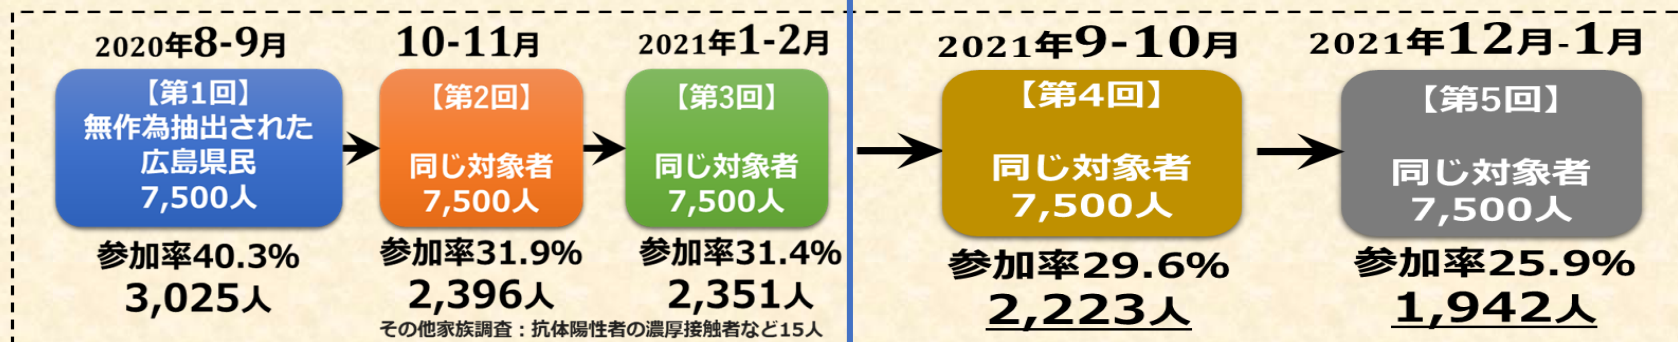 2020年8-9月
【第1回】
無作為抽出された
広島県民
7,500人
参加率40.3%
3,025人
10-11月
【第2回】
同じ対象者
7,500人
参加率31.9%
2,396人
2021年1-2月
【第3回】
同じ対象者
7,500人
参加率31.4%
2,351人
その他家族調査：抗体陽性者の濃厚接触者など15人
2021年9-10月
【第4回】
同じ対象者
7,500人
参加率29.6%
2,223人
2021年12月-1月
【第5回】
同じ対象者
7,500人
参加率25.9%
1,942人